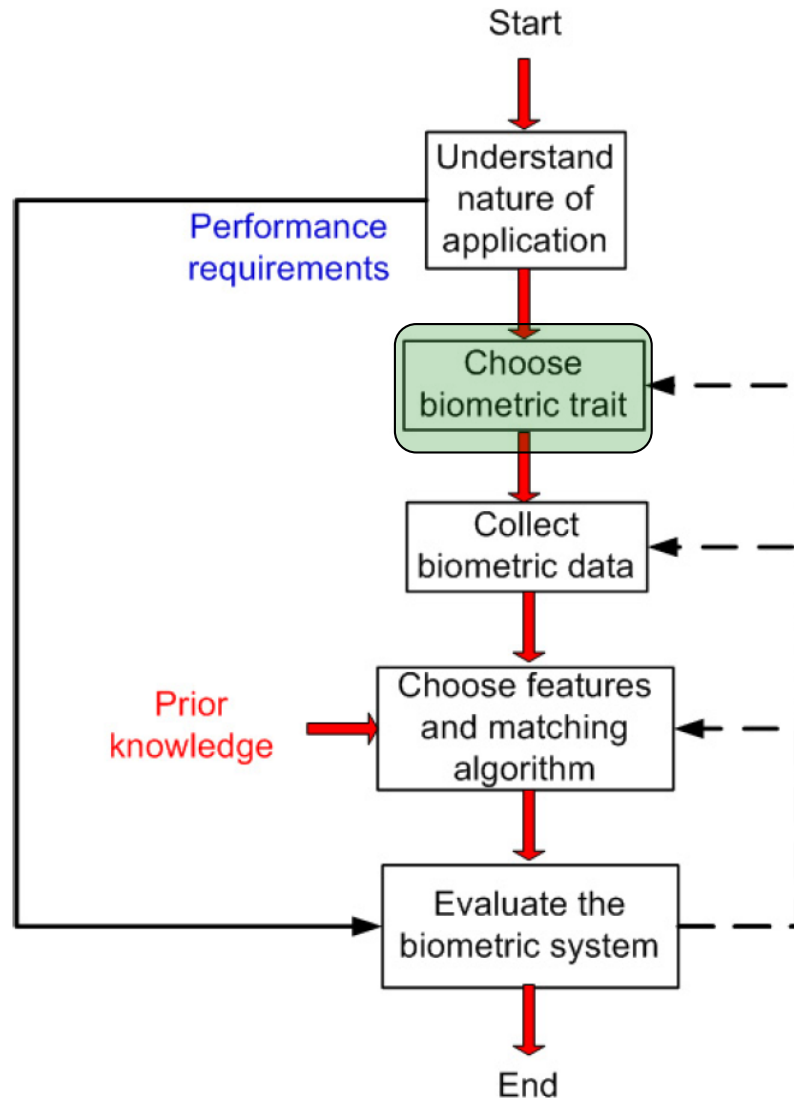 Start
Understand
nature of
application
Performance
requirements
Choose
biometric trait
Collect
biometric data
Choose features
and matching
algorithm
Prior
knowledge
Evaluate the
biometric system
End